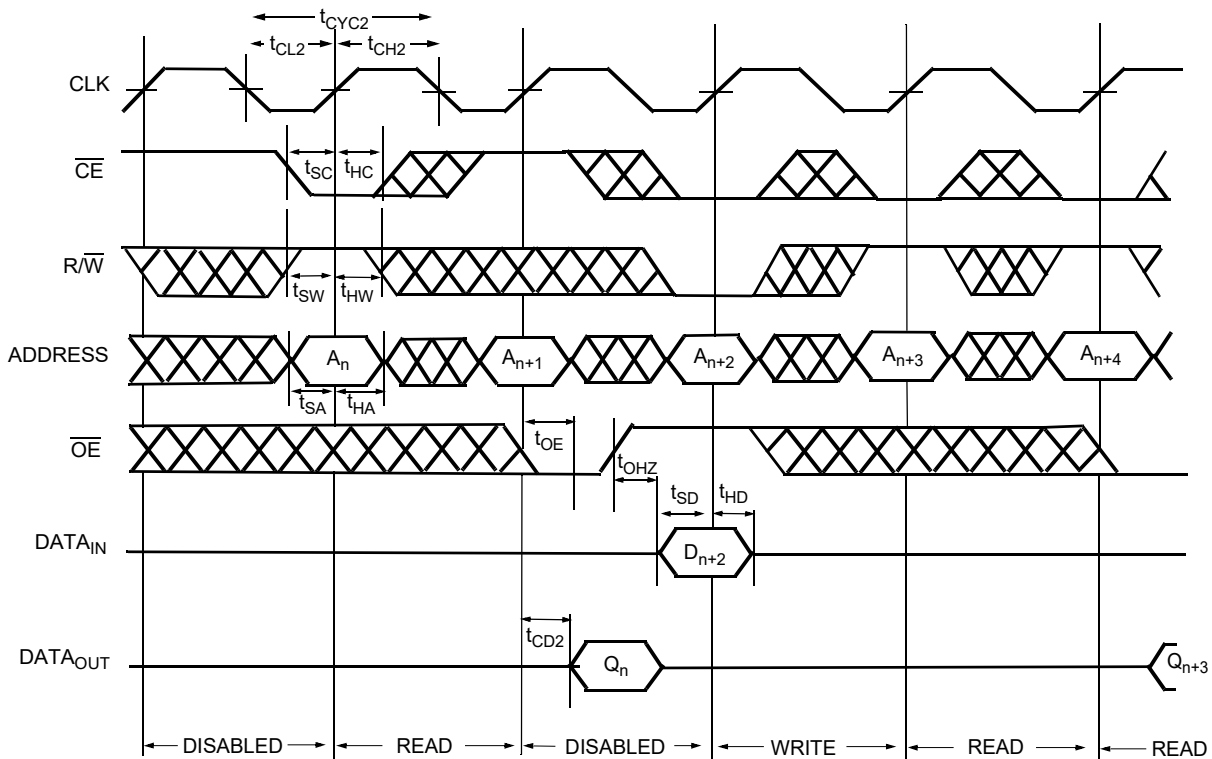 tCYC2
tCL2 tCH2
CLK
CE tSC tHC
R/W
tSW tHW
ADDRESS An An+1 An+2 An+3 An+4
tSA tHA
OE tOE
tOHZ
tSD tHD
DATAIN Dn+2
tCD2
DATAOUT Qn Qn+3
DISABLED READ DISABLED WRITE READ READ